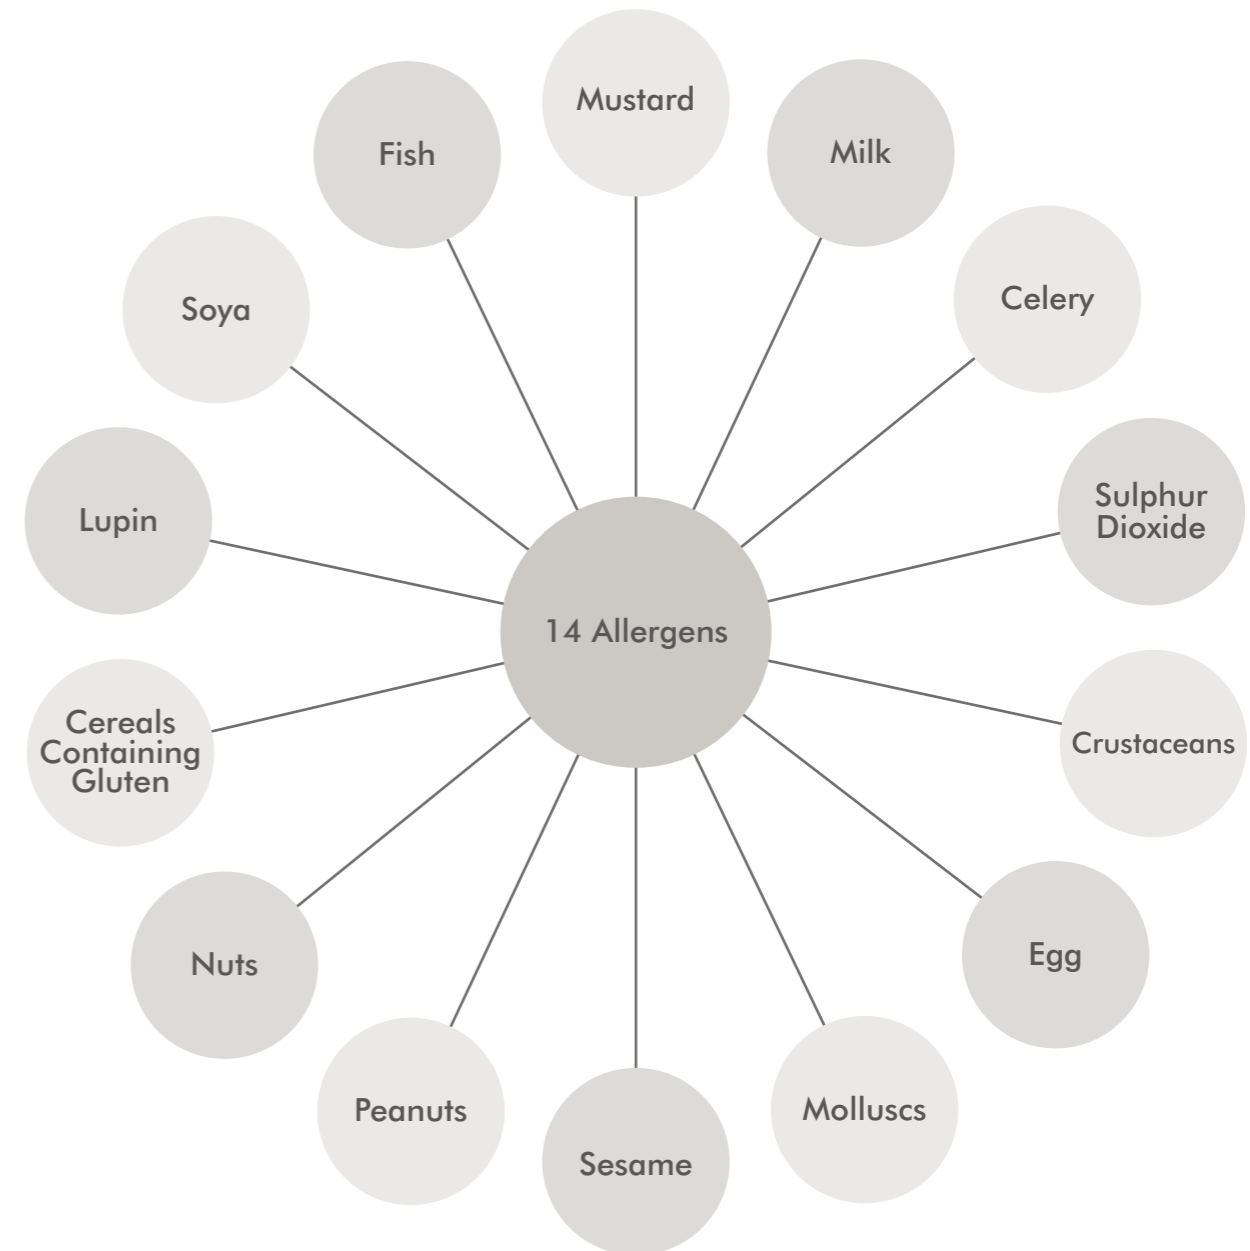 Mustard
Fish
Milk
Soya
Celery
Lupin
Sulphur
Dioxide
14 Allergens
Cereals
Containing
Gluten
Crustaceans
Nuts
Egg
Peanuts
Molluscs
Sesame